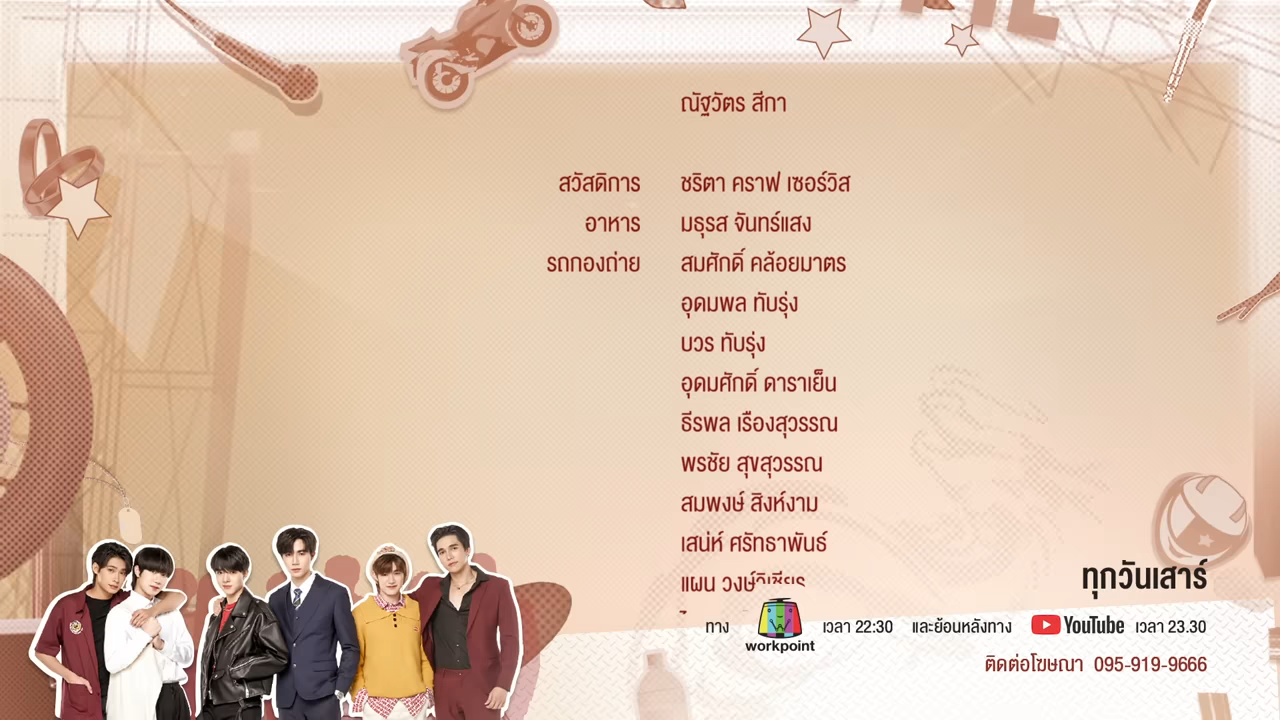 ณัฐวัตร สีกา
สวัสดิการ ชริตา คราฟ เซอร์วิส
อาหาร มธุรส จันทร์แสง
รถกองถ่าย สมศักดิ์ คล้อยมาตร
อุดมพล ทับรุ่ง
บวร ทับรุ่ง
อุดมศักดิ์ ดาราเย็น
ธีรพล เรืองสุวรรณ
พรชัย สุขสุวรรณ
สมพงษ์ สิงห์งาม
เสน่ห์ ศรัทธาพันธ์
แผน
ทุกวันเสาร์
ทาง workpoint เวลา 22:30 และย้อนหลังทาง YouTube เวลา 23.30
ติดต่อโฆษณา 095-919-9666